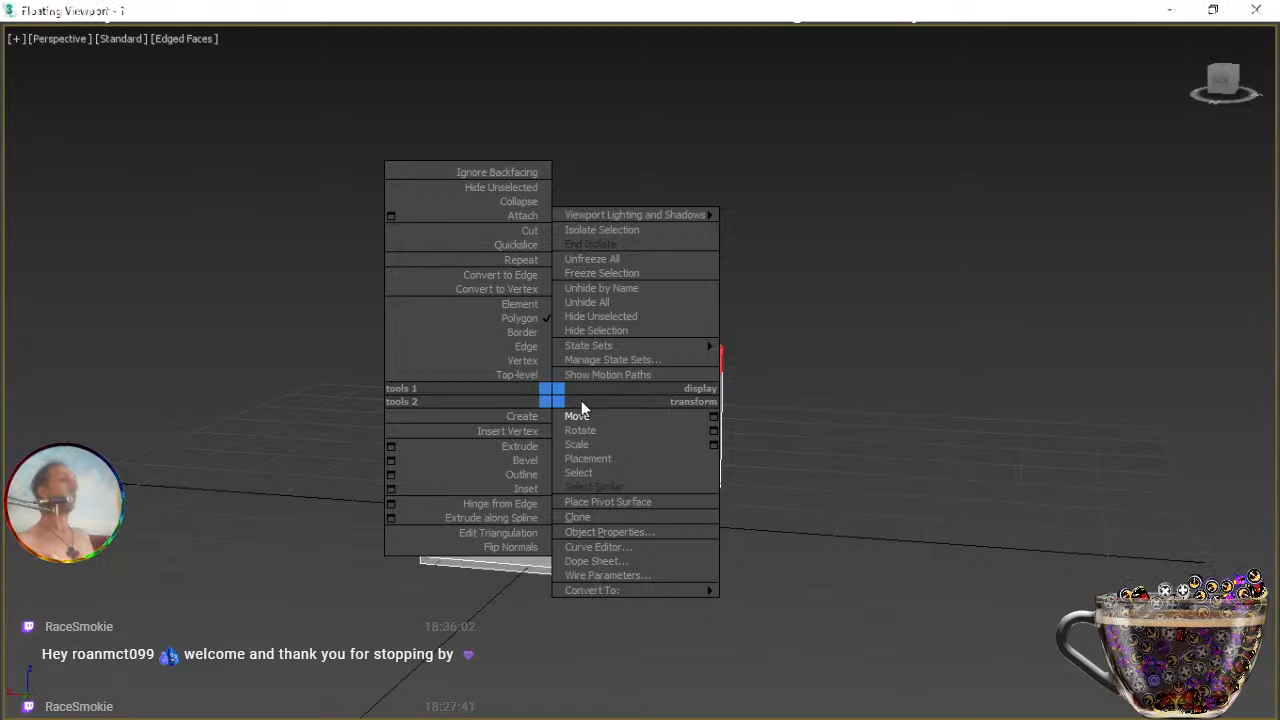 Floating Viewport - 1
[+] [Perspective] [Standard] [Edged Faces]
Ignore Backfacing
Hide Unselected
Collapse
Attach
Cut
Quickslice
Repeat
Convert to Edge
Convert to Vertex
Element
Polygon
Border
Edge
Vertex
Top-level
tools 1
tools 2
Create
Insert Vertex
Extrude
Bevel
Outline
Inset
Hinge from Edge
Extrude along Spline
Edit Triangulation
Flip Normals
Viewport Lighting and Shadows
Isolate Selection
End Isolate
Unfreeze All
Freeze Selection
Unhide by Name
Unhide All
Hide Unselected
Hide Selection
State Sets
Manage State Sets...
Show Motion Paths
display
transform
Move
Rotate
Scale
Placement
Select
Select Similar
Place Pivot Surface
Clone
Object Properties...
Curve Editor...
Dope Sheet...
Wire Parameters...
Convert To:
RaceSmokie 18:36:02
Hey roanmct099 welcome and thank you for stopping by
z
RaceSmokie 18:27:41